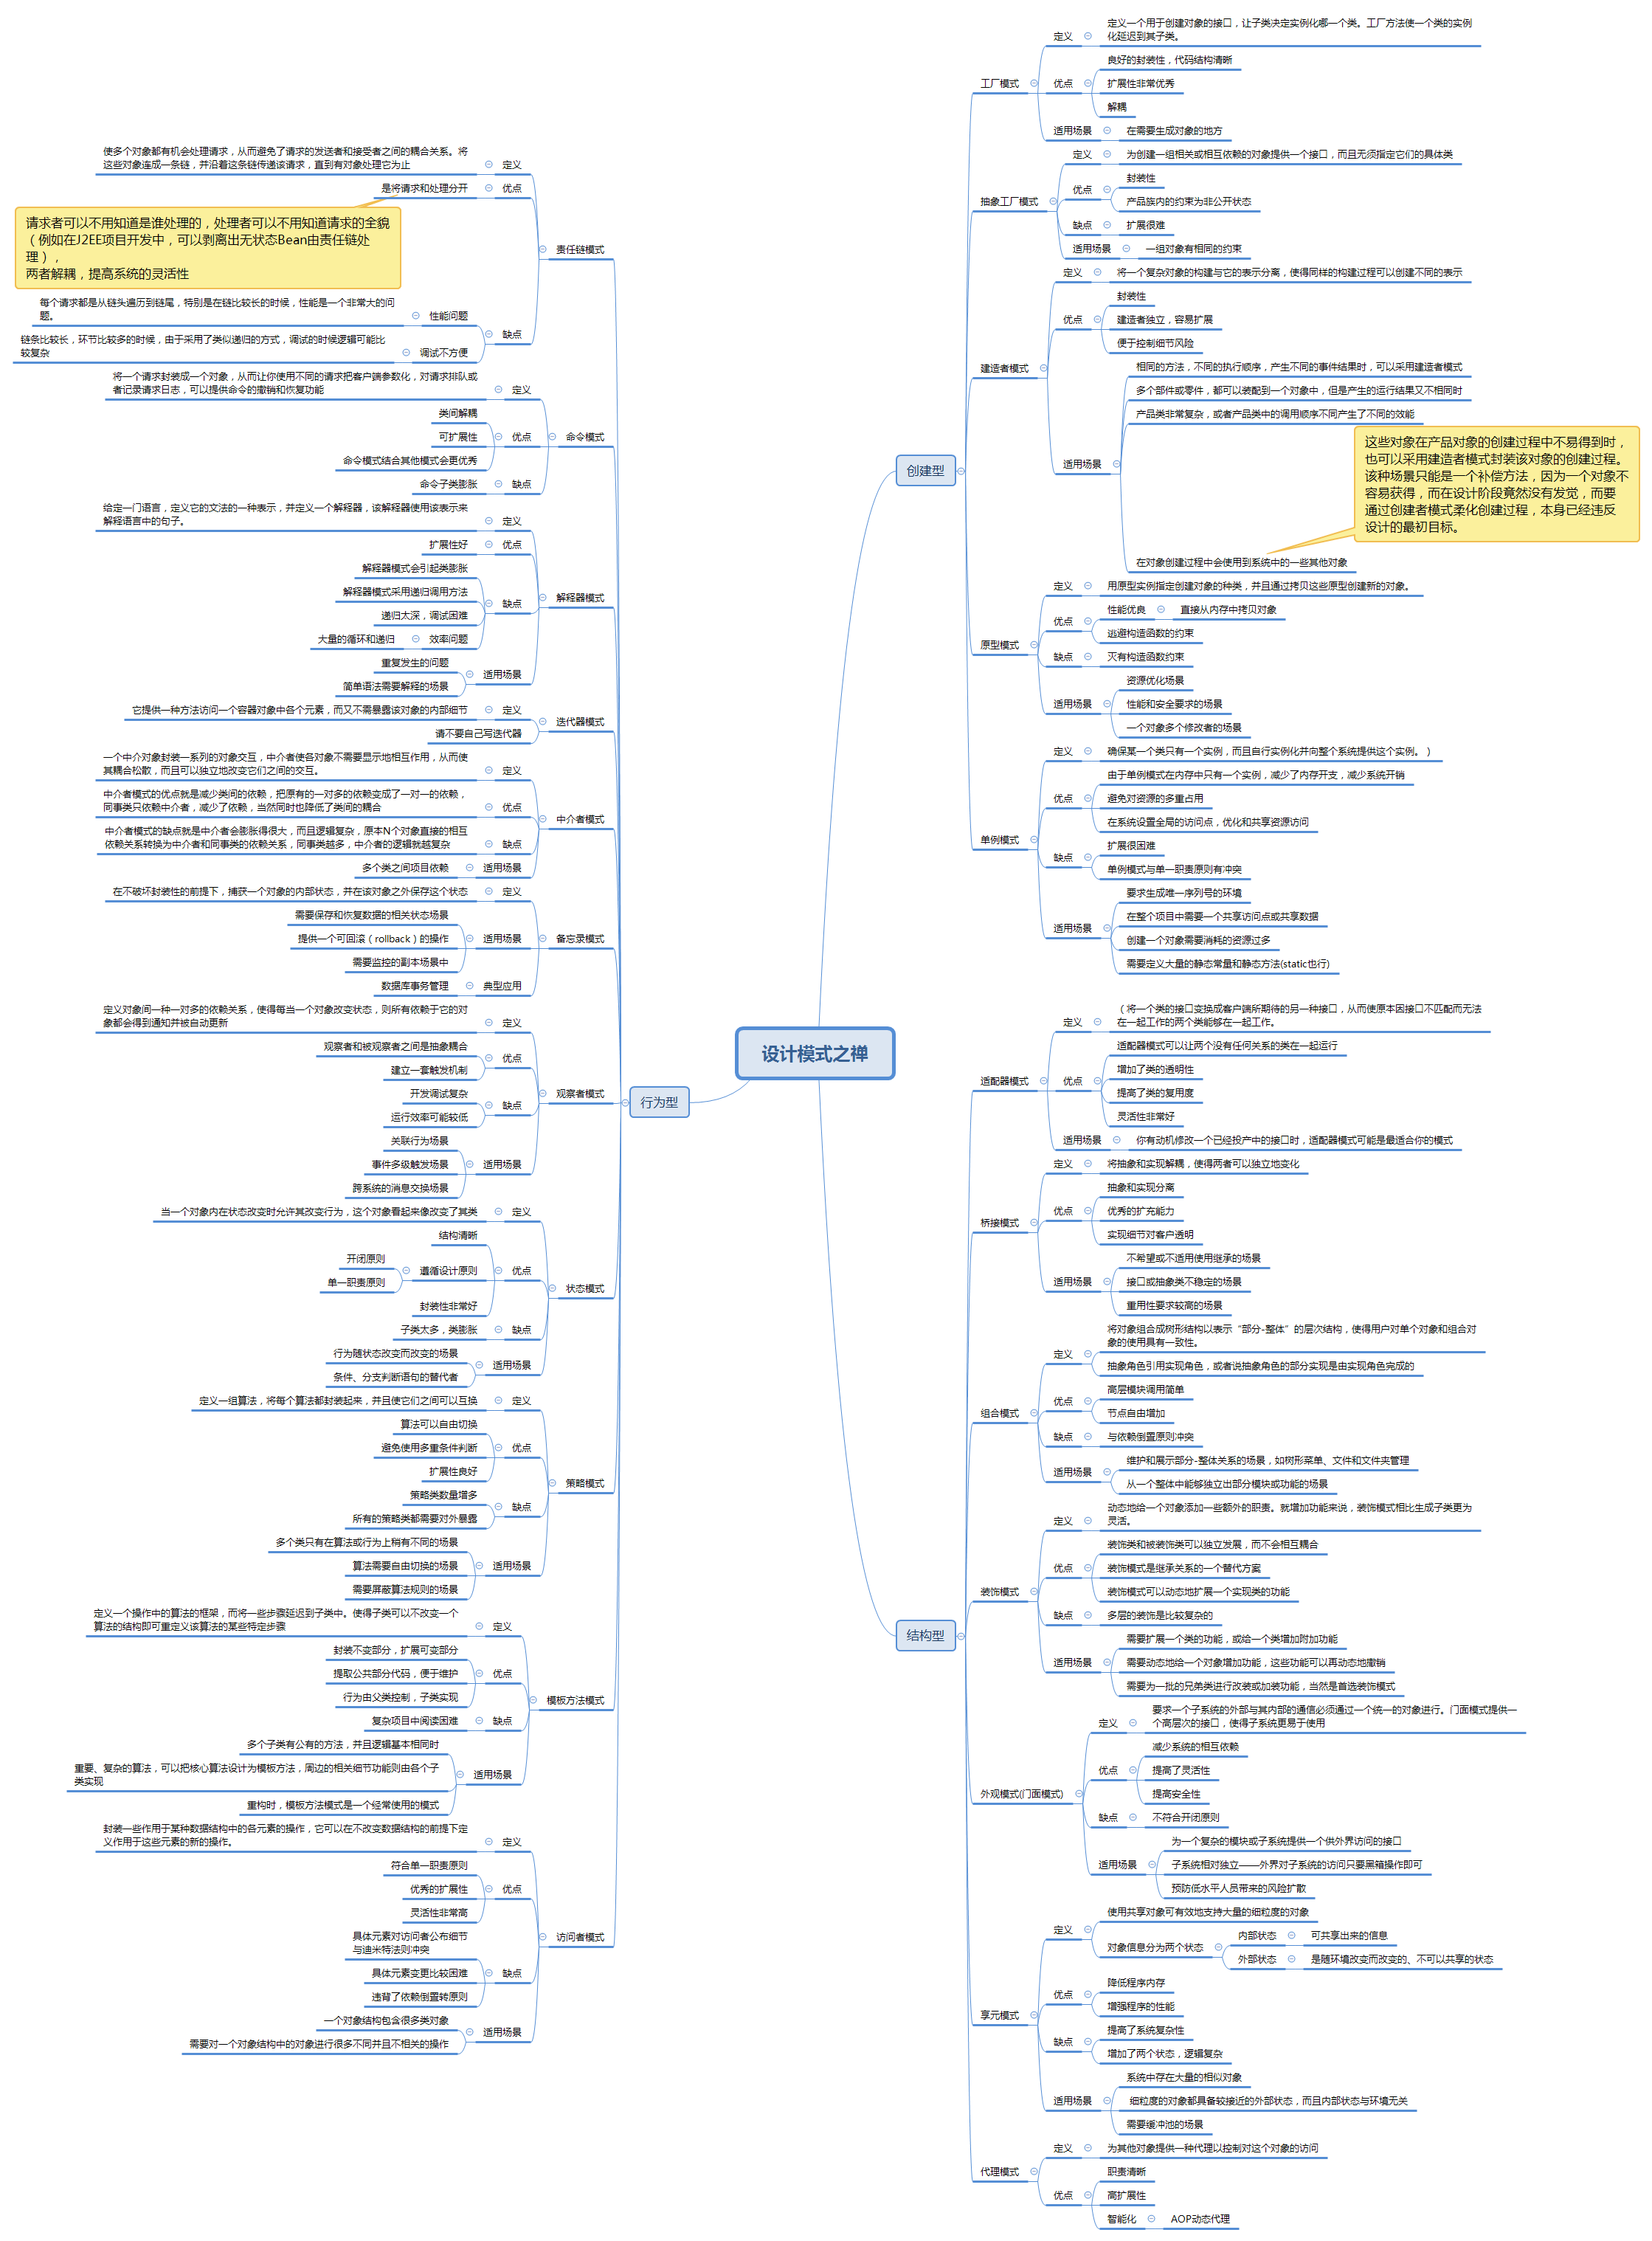 设计模式之禅
创建型
工厂模式
定义
定义一个用于创建对象的接口，让子类决定实例化哪一个类。工厂方法使一个类的实例
化延迟到其子类。
优点
良好的封装性，代码结构清晰
扩展性非常优秀
解耦
适用场景
在需要生成对象的地方
抽象工厂模式
定义
为创建一组相关或相互依赖的对象提供一个接口，而且无须指定它们的具体类
优点
封装性
产品族内的约束为非公开状态
缺点
扩展很难
适用场景
一组对象有相同的约束
建造者模式
定义
将一个复杂对象的构建与它的表示分离，使得同样的构建过程可以创建不同的表示
优点
封装性
建造者独立，容易扩展
便于控制细节风险
适用场景
相同的方法，不同的执行顺序，产生不同的事件结果时，可以采用建造者模式
多个部件或零件，都可以装配到一个对象中，但是产生的运行结果又不相同时
产品类非常复杂，或者产品类中的调用顺序不同产生了不同的效能
这些对象在产品对象的创建过程中不易得到时，
也可以采用建造者模式封装该对象的创建过程。
该种场景只能是一个补偿方法，因为一个对象不
容易获得，而在设计阶段竟然没有发觉，而要
通过创建者模式柔化创建过程，本身已经违反
设计的最初目标。
在对象创建过程中会使用到系统中的一些其他对象
原型模式
定义
用原型实例指定创建对象的种类，并且通过拷贝这些原型创建新的对象。
优点
性能优良
直接从内存中拷贝对象
逃避构造函数的约束
缺点
灭有构造函数约束
适用场景
资源优化场景
性能和安全要求的场景
一个对象多个修改者的场景
单例模式
定义
确保某一个类只有一个实例，而且自行实例化并向整个系统提供这个实例。）
优点
由于单例模式在内存中只有一个实例，减少了内存开支，减少系统开销
避免对资源的多重占用
在系统设置全局的访问点，优化和共享资源访问
缺点
扩展很困难
单例模式与单一职责原则有冲突
适用场景
要求生成唯一序列号的环境
在整个项目中需要一个共享访问点或共享数据
创建一个对象需要消耗的资源过多
需要定义大量的静态常量和静态方法(static也行)
结构型
适配器模式
定义
（将一个类的接口变换成客户端所期待的另一种接口，从而使原本因接口不匹配而无法
在一起工作的两个类能够在一起工作。
优点
适配器模式可以让两个没有任何关系的类在一起运行
增加了类的透明性
提高了类的复用度
灵活性非常好
适用场景
你有动机修改一个已经投产中的接口时，适配器模式可能是最适合你的模式
桥接模式
定义
将抽象和实现解耦，使得两者可以独立地变化
优点
抽象和实现分离
优秀的扩充能力
实现细节对客户透明
适用场景
不希望或不适用使用继承的场景
接口或抽象类不稳定的场景
重用性要求较高的场景
组合模式
定义
将对象组合成树形结构以表示“部分-整体”的层次结构，使得用户对单个对象和组合对
象的使用具有一致性。
抽象角色引用实现角色，或者说抽象角色的部分实现是由实现角色完成的
优点
高层模块调用简单
节点自由增加
缺点
与依赖倒置原则冲突
适用场景
维护和展示部分-整体关系的场景，如树形菜单、文件和文件夹管理
从一个整体中能够独立出部分模块或功能的场景
装饰模式
定义
动态地给一个对象添加一些额外的职责。就增加功能来说，装饰模式相比生成子类更为
灵活。
优点
装饰类和被装饰类可以独立发展，而不会相互耦合
装饰模式是继承关系的一个替代方案
装饰模式可以动态地扩展一个实现类的功能
缺点
多层的装饰是比较复杂的
适用场景
需要扩展一个类的功能，或给一个类增加附加功能
需要动态地给一个对象增加功能，这些功能可以再动态地撤销
需要为一批的兄弟类进行改装或加装功能，当然是首选装饰模式
外观模式(门面模式)
定义
要求一个子系统的外部与其内部的通信必须通过一个统一的对象进行。门面模式提供一
个高层次的接口，使得子系统更易于使用
优点
减少系统的相互依赖
提高了灵活性
提高安全性
缺点
不符合开闭原则
适用场景
为一个复杂的模块或子系统提供一个供外界访问的接口
子系统相对独立——外界对子系统的访问只要黑箱操作即可
预防低水平人员带来的风险扩散
享元模式
定义
使用共享对象可有效地支持大量的细粒度的对象
对象信息分为两个状态
内部状态
可共享出来的信息
外部状态
是随环境改变而改变的、不可以共享的状态
优点
降低程序内存
增强程序的性能
缺点
提高了系统复杂性
增加了两个状态，逻辑复杂
适用场景
系统中存在大量的相似对象
细粒度的对象都具备较接近的外部状态，而且内部状态与环境无关
需要缓冲池的场景
代理模式
定义
为其他对象提供一种代理以控制对这个对象的访问
优点
职责清晰
高扩展性
智能化
AOP动态代理
行为型
责任链模式
定义
使多个对象都有机会处理请求，从而避免了请求的发送者和接受者之间的耦合关系。将
这些对象连成一条链，并沿着这条链传递该请求，直到有对象处理它为止
优点
是将请求和处理分开
请求者可以不用知道是谁处理的，处理者可以不用知道请求的全貌
（例如在J2EE项目开发中，可以剥离出无状态Bean由责任链处
理），
两者解耦，提高系统的灵活性
缺点
性能问题
每个请求都是从链头遍历到链尾，特别是在链比较长的时候，性能是一个非常大的问
题。
调试不方便
链条比较长，环节比较多的时候，由于采用了类似递归的方式，调试的时候逻辑可能比
较复杂
命令模式
定义
将一个请求封装成一个对象，从而让你使用不同的请求把客户端参数化，对请求排队或
者记录请求日志，可以提供命令的撤销和恢复功能
优点
类间解耦
可扩展性
命令模式结合其他模式会更优秀
缺点
命令子类膨胀
解释器模式
定义
给定一门语言，定义它的文法的一种表示，并定义一个解释器，该解释器使用该表示来
解释语言中的句子。
优点
扩展性好
缺点
解释器模式会引起类膨胀
解释器模式采用递归调用方法
递归太深，调试困难
效率问题
大量的循环和递归
适用场景
重复发生的问题
简单语法需要解释的场景
迭代器模式
定义
它提供一种方法访问一个容器对象中各个元素，而又不需暴露该对象的内部细节
请不要自己写迭代器
中介者模式
定义
一个中介对象封装一系列的对象交互，中介者使各对象不需要显示地相互作用，从而使
其耦合松散，而且可以独立地改变它们之间的交互。
优点
中介者模式的优点就是减少类间的依赖，把原有的一对多的依赖变成了一对一的依赖，
同事类只依赖中介者，减少了依赖，当然同时也降低了类间的耦合
缺点
中介者模式的缺点就是中介者会膨胀得很大，而且逻辑复杂，原本N个对象直接的相互
依赖关系转换为中介者和同事类的依赖关系，同事类越多，中介者的逻辑就越复杂
适用场景
多个类之间项目依赖
备忘录模式
定义
在不破坏封装性的前提下，捕获一个对象的内部状态，并在该对象之外保存这个状态
适用场景
需要保存和恢复数据的相关状态场景
提供一个可回滚（rollback）的操作
需要监控的副本场景中
典型应用
数据库事务管理
观察者模式
定义
定义对象间一种一对多的依赖关系，使得每当一个对象改变状态，则所有依赖于它的对
象都会得到通知并被自动更新
优点
观察者和被观察者之间是抽象耦合
建立一套触发机制
缺点
开发调试复杂
运行效率可能较低
适用场景
关联行为场景
事件多级触发场景
跨系统的消息交换场景
状态模式
定义
当一个对象内在状态改变时允许其改变行为，这个对象看起来像改变了其类
优点
结构清晰
遵循设计原则
开闭原则
单一职责原则
封装性非常好
缺点
子类太多，类膨胀
适用场景
行为随状态改变而改变的场景
条件、分支判断语句的替代者
策略模式
定义
定义一组算法，将每个算法都封装起来，并且使它们之间可以互换
优点
算法可以自由切换
避免使用多重条件判断
扩展性良好
缺点
策略类数量增多
所有的策略类都需要对外暴露
适用场景
多个类只有在算法或行为上稍有不同的场景
算法需要自由切换的场景
需要屏蔽算法规则的场景
模板方法模式
定义
定义一个操作中的算法的框架，而将一些步骤延迟到子类中。使得子类可以不改变一个
算法的结构即可重定义该算法的某些特定步骤
优点
封装不变部分，扩展可变部分
提取公共部分代码，便于维护
行为由父类控制，子类实现
缺点
复杂项目中阅读困难
适用场景
多个子类有公有的方法，并且逻辑基本相同时
重要、复杂的算法，可以把核心算法设计为模板方法，周边的相关细节功能则由各个子
类实现
重构时，模板方法模式是一个经常使用的模式
访问者模式
定义
封装一些作用于某种数据结构中的各元素的操作，它可以在不改变数据结构的前提下定
义作用于这些元素的新的操作。
优点
符合单一职责原则
优秀的扩展性
灵活性非常高
缺点
具体元素对访问者公布细节
与迪米特法则冲突
具体元素变更比较困难
违背了依赖倒置转原则
适用场景
一个对象结构包含很多类对象
需要对一个对象结构中的对象进行很多不同并且不相关的操作